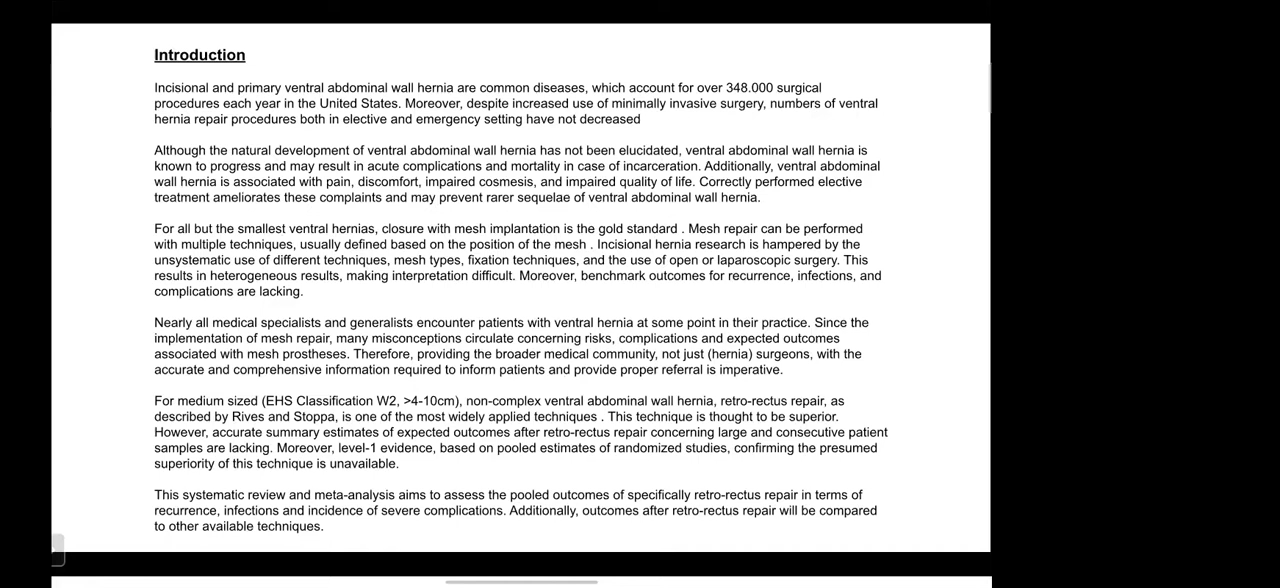 Introduction
Incisional and primary ventral abdominal wall hernia are common diseases, which account for over 348.000 surgical
procedures each year in the United States. Moreover, despite increased use of minimally invasive surgery, numbers of ventral
hernia repair procedures both in elective and emergency setting have not decreased
Although the natural development of ventral abdominal wall hernia has not been elucidated, ventral abdominal wall hernia is
known to progress and may result in acute complications and mortality in case of incarceration. Additionally, ventral abdominal
wall hernia is associated with pain, discomfort, impaired cosmesis, and impaired quality of life. Correctly performed elective
treatment ameliorates these complaints and may prevent rarer sequelae of ventral abdominal wall hernia.
For all but the smallest ventral hernias, closure with mesh implantation is the gold standard . Mesh repair can be performed
with multiple techniques, usually defined based on the position of the mesh . Incisional hernia research is hampered by the
unsystematic use of different techniques, mesh types, fixation techniques, and the use of open or laparoscopic surgery. This
results in heterogeneous results, making interpretation difficult. Moreover, benchmark outcomes for recurrence, infections, and
complications are lacking.
Nearly all medical specialists and generalists encounter patients with ventral hernia at some point in their practice. Since the
implementation of mesh repair, many misconceptions circulate concerning risks, complications and expected outcomes
associated with mesh prostheses. Therefore, providing the broader medical community, not just (hernia) surgeons, with the
accurate and comprehensive information required to inform patients and provide proper referral is imperative.
For medium sized (EHS Classification W2, >4-10cm), non-complex ventral abdominal wall hernia, retro-rectus repair, as
described by Rives and Stoppa, is one of the most widely applied techniques . This technique is thought to be superior.
However, accurate summary estimates of expected outcomes after retro-rectus repair concerning large and consecutive patient
samples are lacking. Moreover, level-1 evidence, based on pooled estimates of randomized studies, confirming the presumed
superiority of this technique is unavailable.
This systematic review and meta-analysis aims to assess the pooled outcomes of specifically retro-rectus repair in terms of
recurrence, infections and incidence of severe complications. Additionally, outcomes after retro-rectus repair will be compared
to other available techniques.